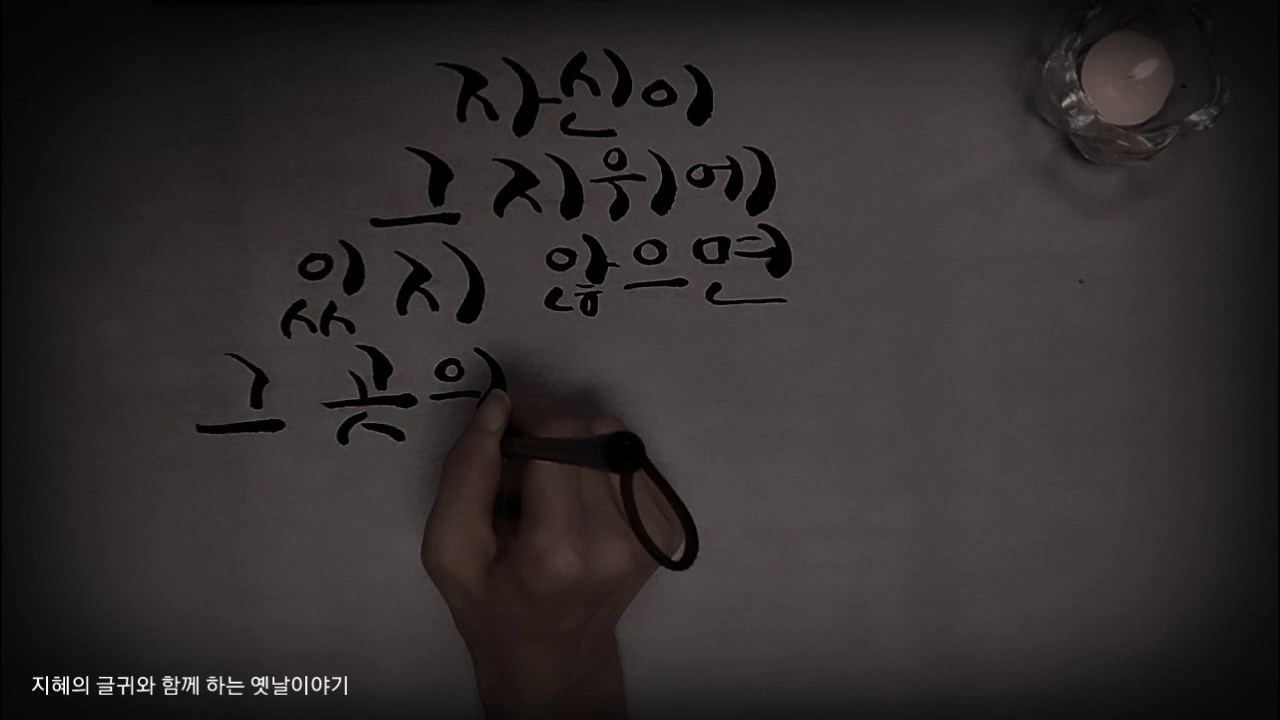 자신이
그 지위에
있지 않으면
그 곳의
지혜의 글귀와 함께 하는 옛날이야기